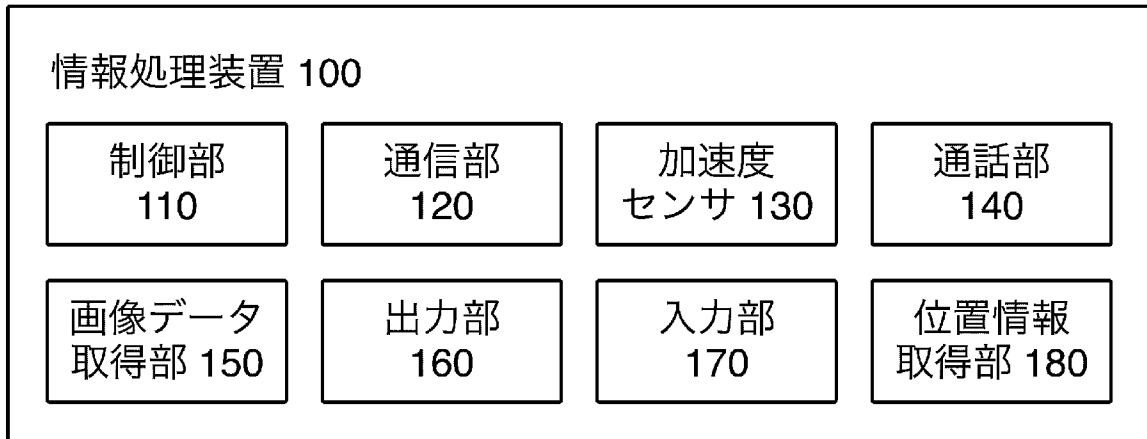 情報処理装置 100
制御部
110
通信部
120
加速度
センサ 130
通話部
140
画像データ
取得部 150
出力部
160
入力部
170
位置情報
取得部 180